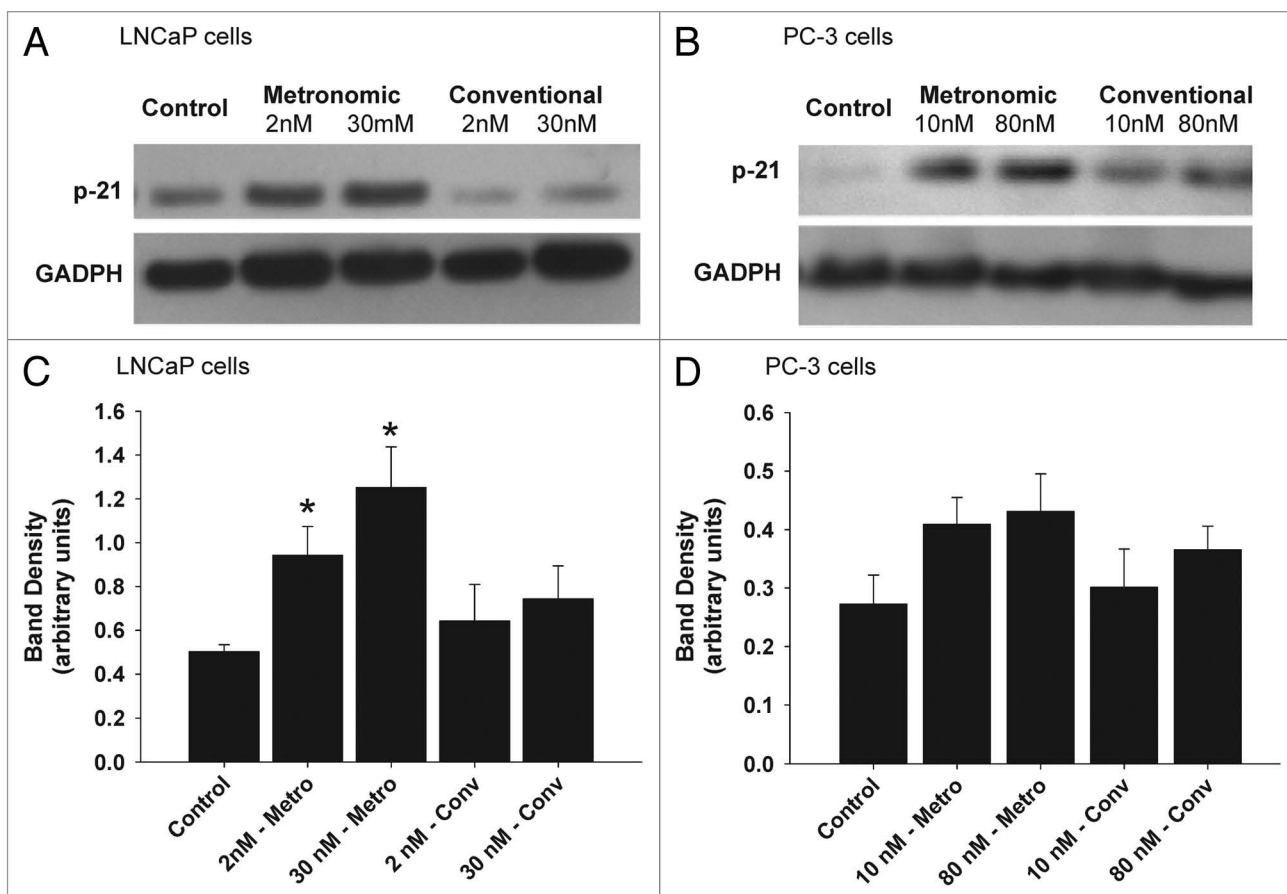 A LNCaP cells
Control Metronomic Conventional
2nM 30mM 2nM 30nM
p-21
GADPH
B PC-3 cells
Control Metronomic Conventional
10nM 80nM 10nM 80nM
p-21
GADPH
C LNCaP cells
Band Density
(arbitrary units)
1.6
1.4
1.2
1.0
0.8
0.6
0.4
0.2
0.0
*
*
Control
2nM - Metro
30 nM - Metro
2 nM - Conv
30 nM - Conv
D PC-3 cells
Band Density
(arbitrary units)
0.6
0.5
0.4
0.3
0.2
0.1
0.0
Control
10 nM - Metro
80 nM - Metro
10 nM - Conv
80 nM - Conv